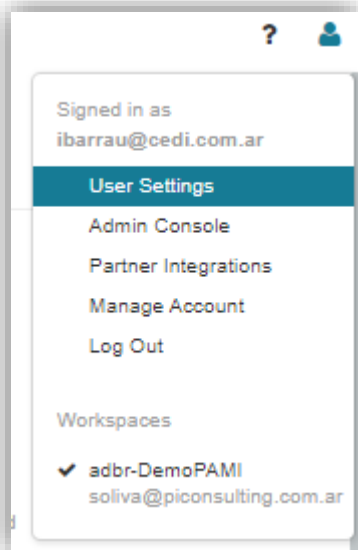 ?
Signed in as
ibarrau@cedi.com.ar
User Settings
Admin Console
Partner Integrations
Manage Account
Log Out
Workspaces
✔ adbr-DemoPAMI
soliva@piconsulting.com.ar